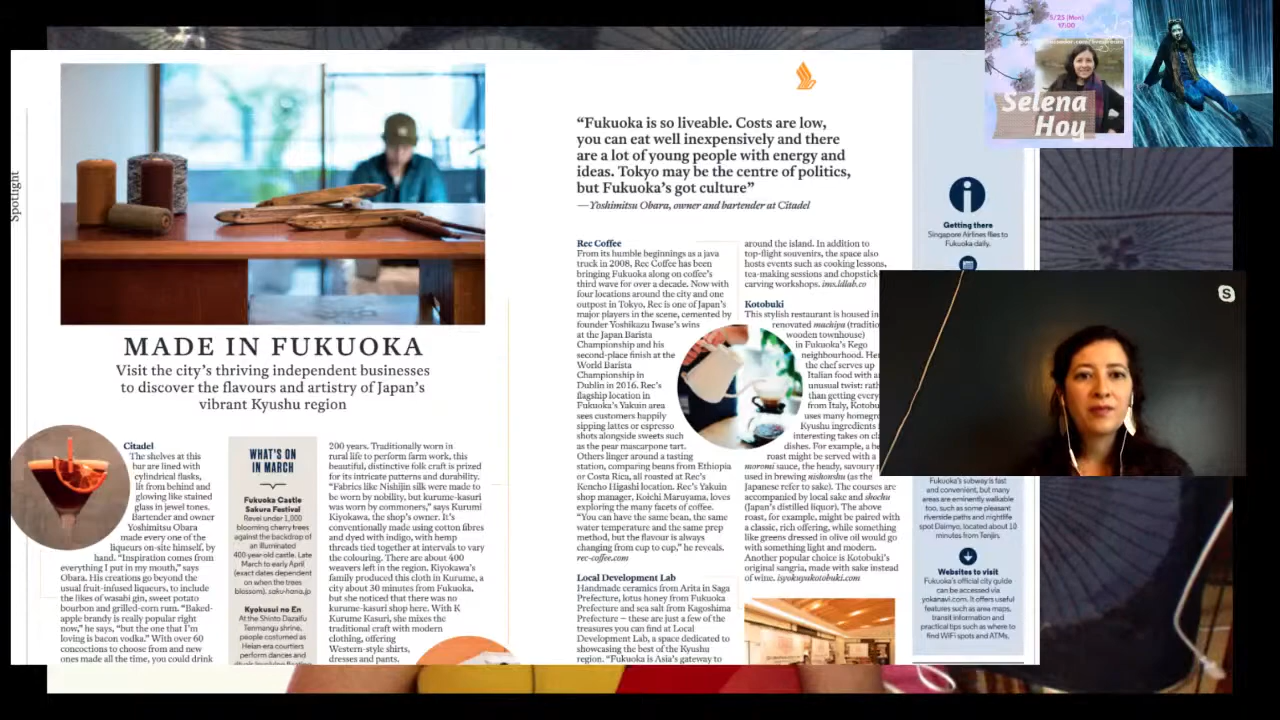 5/25 (Mon)
17:00
Selena
Hoy
Spotlight
MADE IN FUKUOKA
Visit the city's thriving independent businesses
to discover the flavours and artistry of Japan's
vibrant Kyushu region
Citadel
The shelves at this
bar are lined with
cylindrical flasks,
lit from behind and
glowing like stained
glass in jewel tones.
Bartender and owner
Yoshimitsu Obara
made every one of the
liqueurs on-site himself, by
hand. "Inspiration comes from
everything I put in my mouth," says
Obara. His creations go beyond the
usual fruit-infused liqueurs, to include
the likes of wasabi gin, sweet potato
bourbon and grilled-corn rum. "Baked-
apple brandy is really popular right
now," he says, "but the one that I'm
loving is bacon vodka." With over 60
concoctions to choose from and new
ones made all the time, you could drink
WHAT'S ON
IN MARCH
Fukuoka Castle
Sakura Festival
Revel under 1,000
blooming cherry trees
against the backdrop of
an illuminated
400 year-old castle. Late
March to early April
(exact dates dependent
on when the trees
blossom). saku-hana.jp
Kyokusui no En
At the Shinto Dazaifu
Tenmangu shrine,
people costumed as
Heian-era courtiers
perform dances and
200 years. Traditionally worn in
rural life to perform farm work, this
beautiful, distinctive folk craft is prized
for its intricate patterns and durability.
"Fabrics like Nishijin silk were made to
be worn by nobility, but kurume-kasuri
was worn by commoners," says Kurumi
Kiyokawa, the shop's owner. It's
conventionally made using cotton fibres
and dyed with indigo, with hemp
threads tied together at intervals to vary
the colouring. There are about 400
weavers left in the region. Kiyokawa's
family produced this cloth in Kurume, a
city about 30 minutes from Fukuoka,
but she noticed that there was no
kurume-kasuri shop here. With K
Kurume Kasuri, she mixes the
traditional craft with modern
clothing, offering
Western-style shirts,
dresses and pants.
"Fukuoka is so liveable. Costs are low,
you can eat well inexpensively and there
are a lot of young people with energy and
ideas. Tokyo may be the centre of politics,
but Fukuoka's got culture"
—Yoshimitsu Obara, owner and bartender at Citadel
Rec Coffee
From its humble beginnings as a java
truck in 2008, Rec Coffee has been
bringing Fukuoka along on coffee's
third wave for over a decade. Now with
four locations around the city and one
outpost in Tokyo, Rec is one of Japan's
major players in the scene, cemented by
founder Yoshikazu Iwase's wins
at the Japan Barista
Championship and his
second-place finish at the
World Barista
Championship in
Dublin in 2016. Rec's
flagship location in
Fukuoka's Yakuin area
sees customers happily
sipping lattes or espresso
shots alongside sweets such
as the pear mascarpone tart.
Others linger around a tasting
station, comparing beans from Ethiopia
or Costa Rica, all roasted at Rec's
Kencho Higashi location. Rec's Yakuin
shop manager, Koichi Maruyama, loves
exploring the many facets of coffee.
"You can have the same bean, the same
water temperature and the same prep
method, but the flavour is always
changing from cup to cup," he reveals.
rec-coffee.com
Local Development Lab
Handmade ceramics from Arita in Saga
Prefecture, lotus honey from Fukuoka
Prefecture and sea salt from Kagoshima
Prefecture – these are just a few of the
treasures you can find at Local
Development Lab, a space dedicated to
showcasing the best of the Kyushu
region. "Fukuoka is Asia's gateway to
around the island. In addition to
top-flight souvenirs, the space also
hosts events such as cooking lessons,
tea-making sessions and chopstick-
carving workshops. ims.ldlab.co
Kotobuki
This stylish restaurant is housed in
renovated machiya (traditio
wooden townhouse)
in Fukuoka's Kego
neighbourhood. Her
the chef serves up
Italian food with a
unusual twist: rath
than getting every
from Italy, Kotobu
uses many homegro
Kyushu ingredients i
interesting takes on cl
dishes. For example, a he
roast might be served with a
moromi sauce, the heady, savoury
used in brewing nihonshu (as the
Japanese refer to sake). The courses are
accompanied by local sake and shochu
(Japan's distilled liquor). The above
roast, for example, might be paired with
a classic, rich offering, while something
like greens dressed in olive oil would go
with something light and modern.
Another popular choice is Kotobuki's
original sangria, made with sake instead
of wine. isyokuyakotobuki.com
Getting there
Singapore Airlines flies to
Fukuoka daily.
Fukuoka's subway is fast
and convenient, but many
areas are eminently walkable
too, such as some pleasant
riverside paths and nightlife
spot Daimyo, located about 10
minutes from Tenjin.
Websites to visit
Fukuoka's official city guide
can be accessed via
yokanavi.com. It offers useful
features such as area maps,
transit information and
practical tips such as where to
find WiFi spots and ATMs.